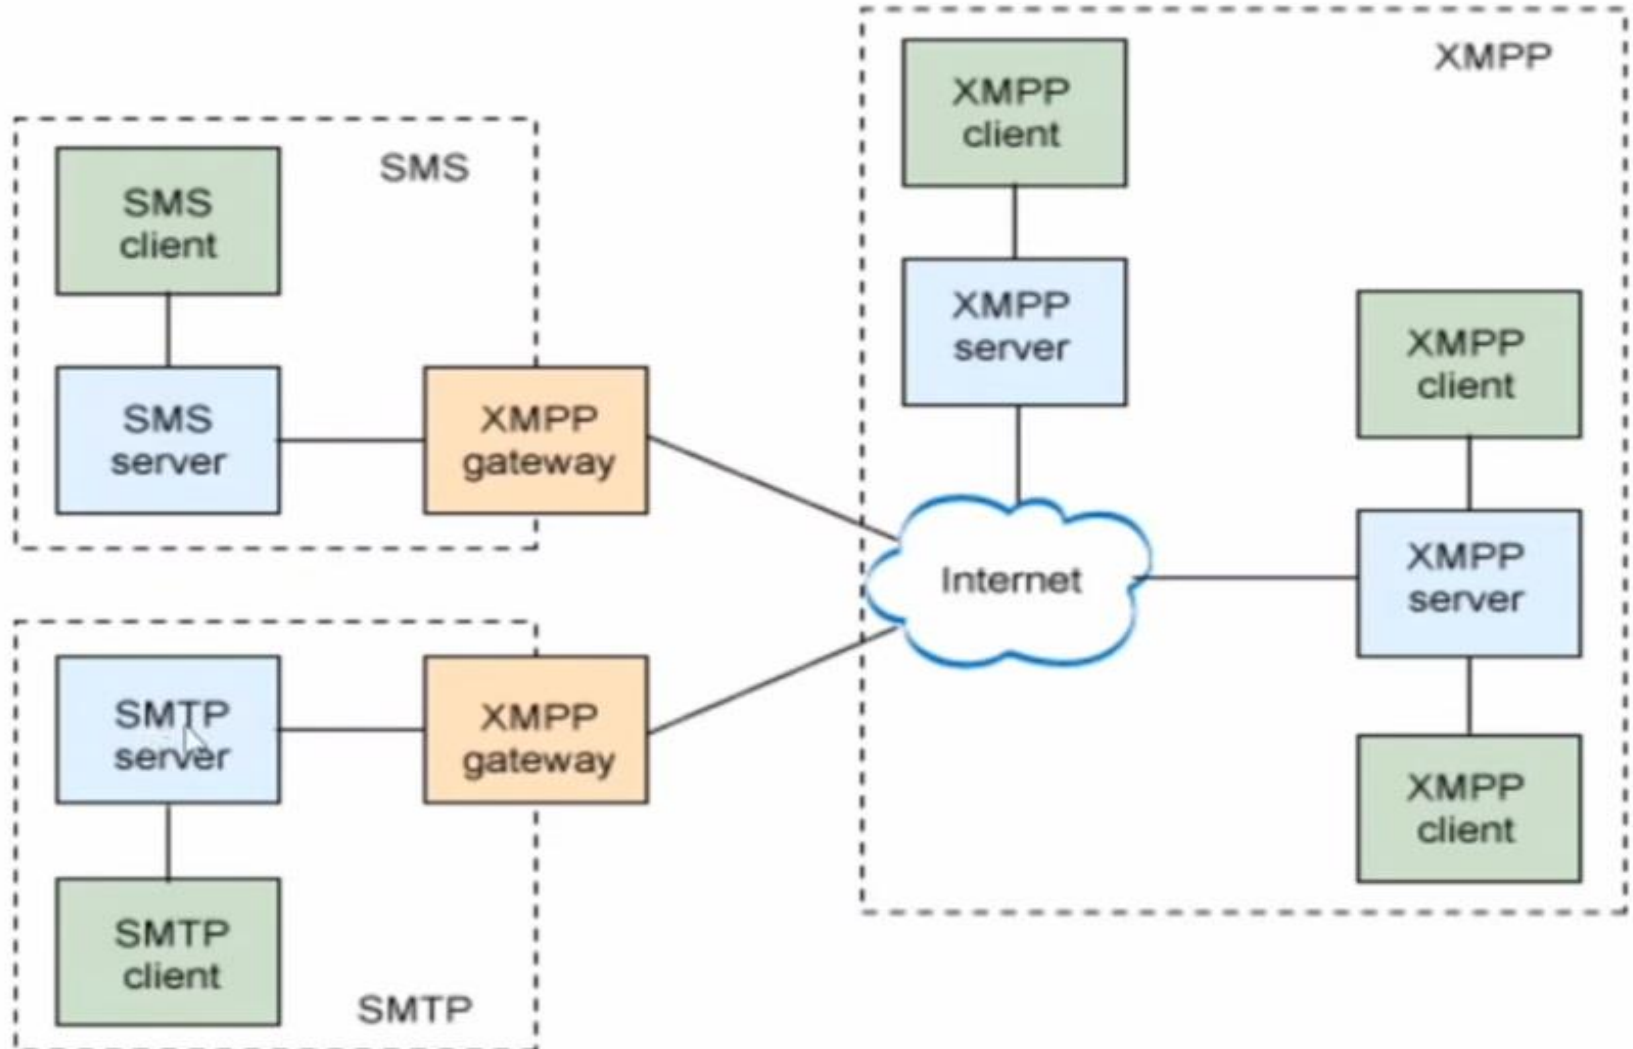 SMS
SMS
client
SMS
server
XMPP
gateway
SMTP
server
XMPP
gateway
SMTP
client
SMTP
XMPP
XMPP
client
XMPP
server
Internet
XMPP
client
XMPP
server
XMPP
client